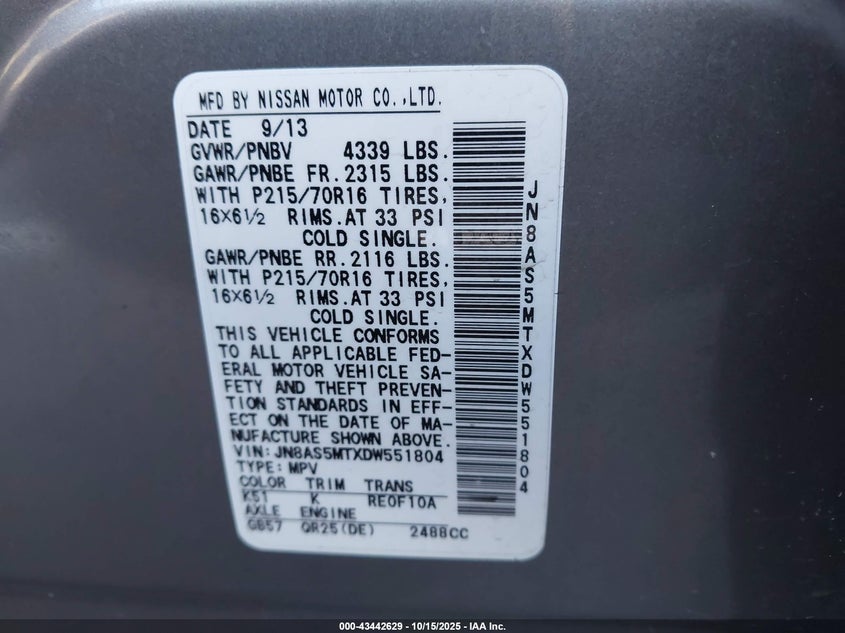 MFD BY NISSAN MOTOR CO.,LTD.
DATE 9/13
GVWR/PNBV 4339 LBS.
GAWR/PNBE FR.2315 LBS.
WITH P215/70R16 TIRES,
16X6½ RIMS.AT 33 PSI
COLD SINGLE.
GAWR/PNBE RR.2116 LBS.
WITH P215/70R16 TIRES,
16X6½ RIMS.AT 33 PSI
COLD SINGLE.
THIS VEHICLE CONFORMS
TO ALL APPLICABLE FED-
ERAL MOTOR VEHICLE SA-
FETY AND THEFT PREVEN-
TION STANDARDS IN EFF-
ECT ON THE DATE OF MA-
NUFACTURE SHOWN ABOVE.
VIN: JN8AS5MTXDW551804
TYPE: MPV
COLOR TRIM TRANS
K51 K RE0F10A
AXLE ENGINE
GB57 QR25(DE) 2488CC
JN8AS5MTXDW551804
000-43442629 - 10/15/2025 - IAA Inc.